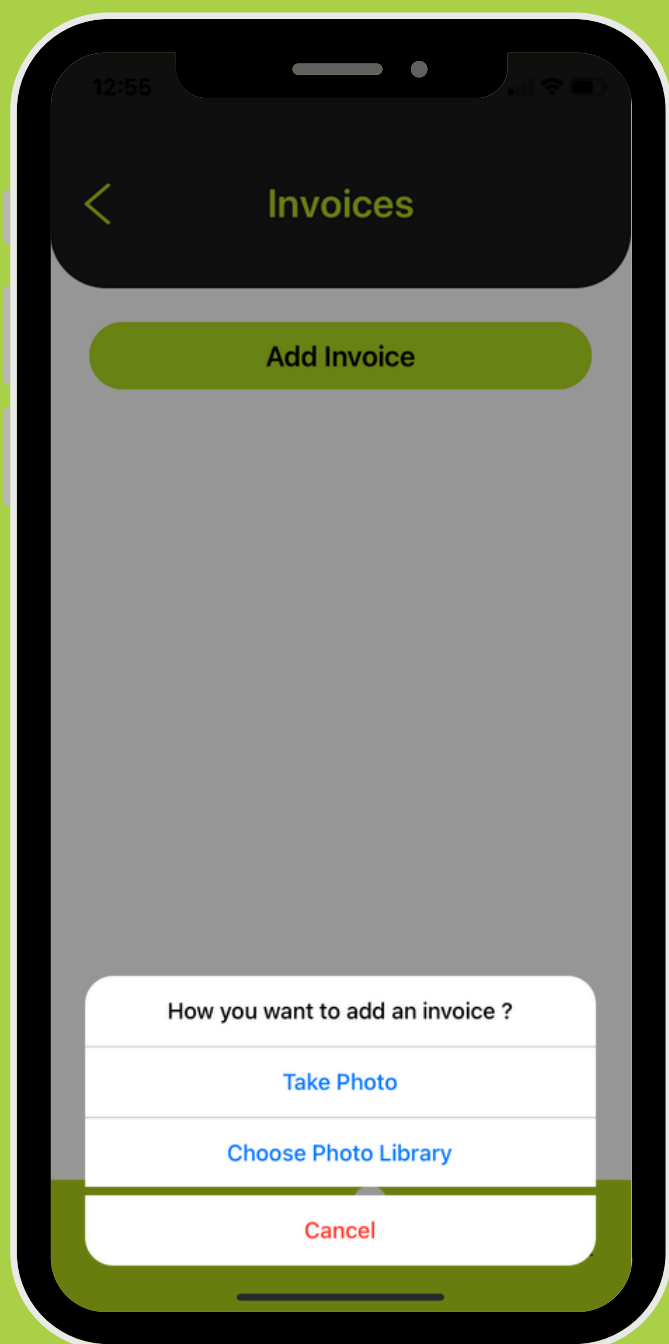 12:55
Invoices
Add Invoice
How you want to add an invoice ?
Take Photo
Choose Photo Library
Cancel